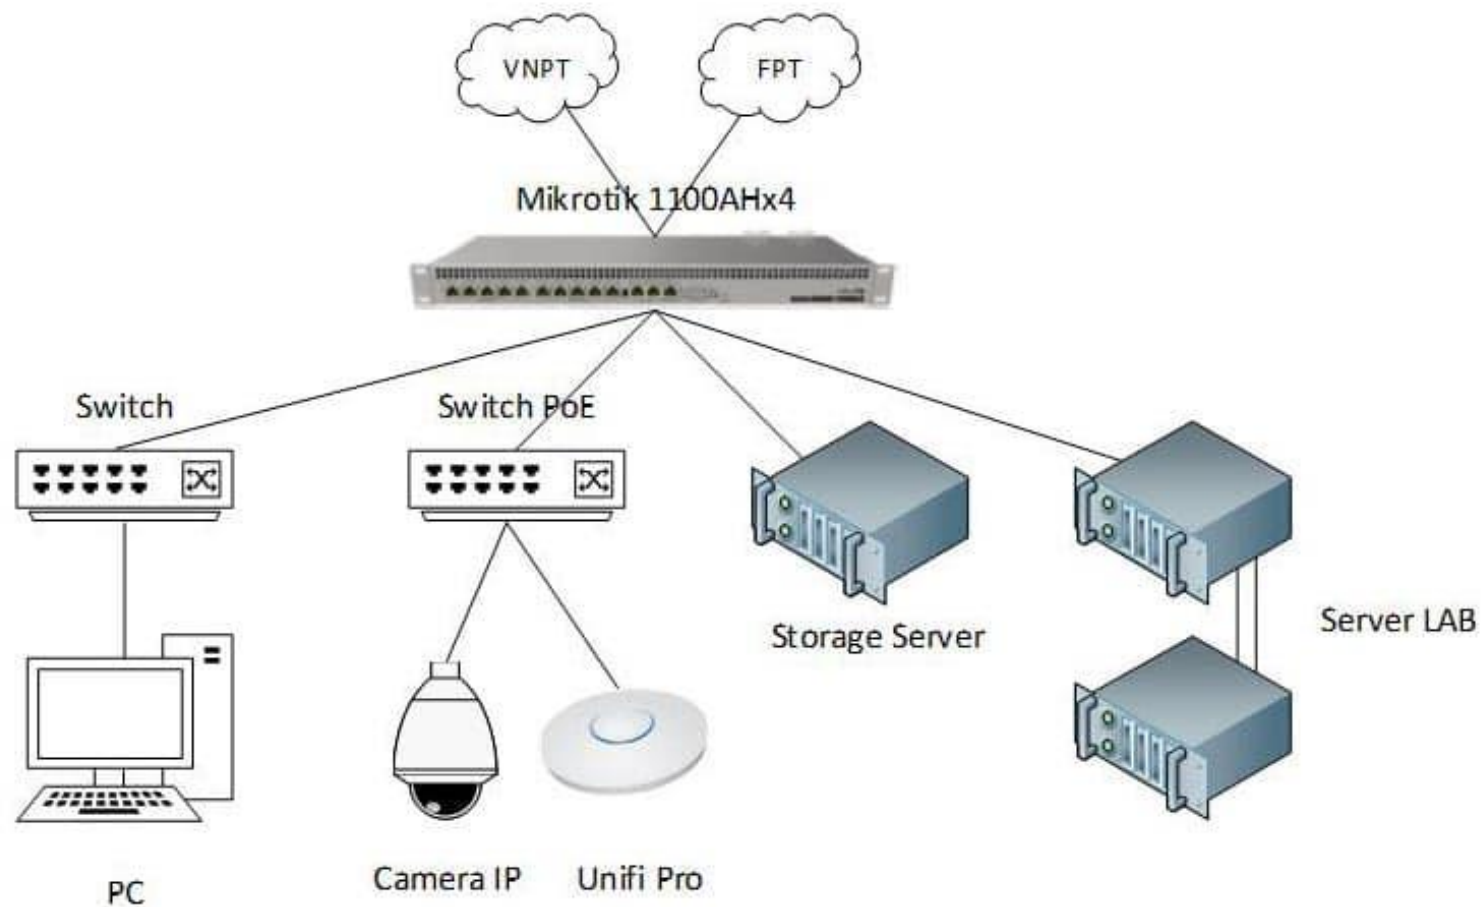 VNPT
FPT
Mikrotik 1100AHx4
Switch
Switch PoE
Storage Server
Server LAB
PC
Camera IP
Unifi Pro